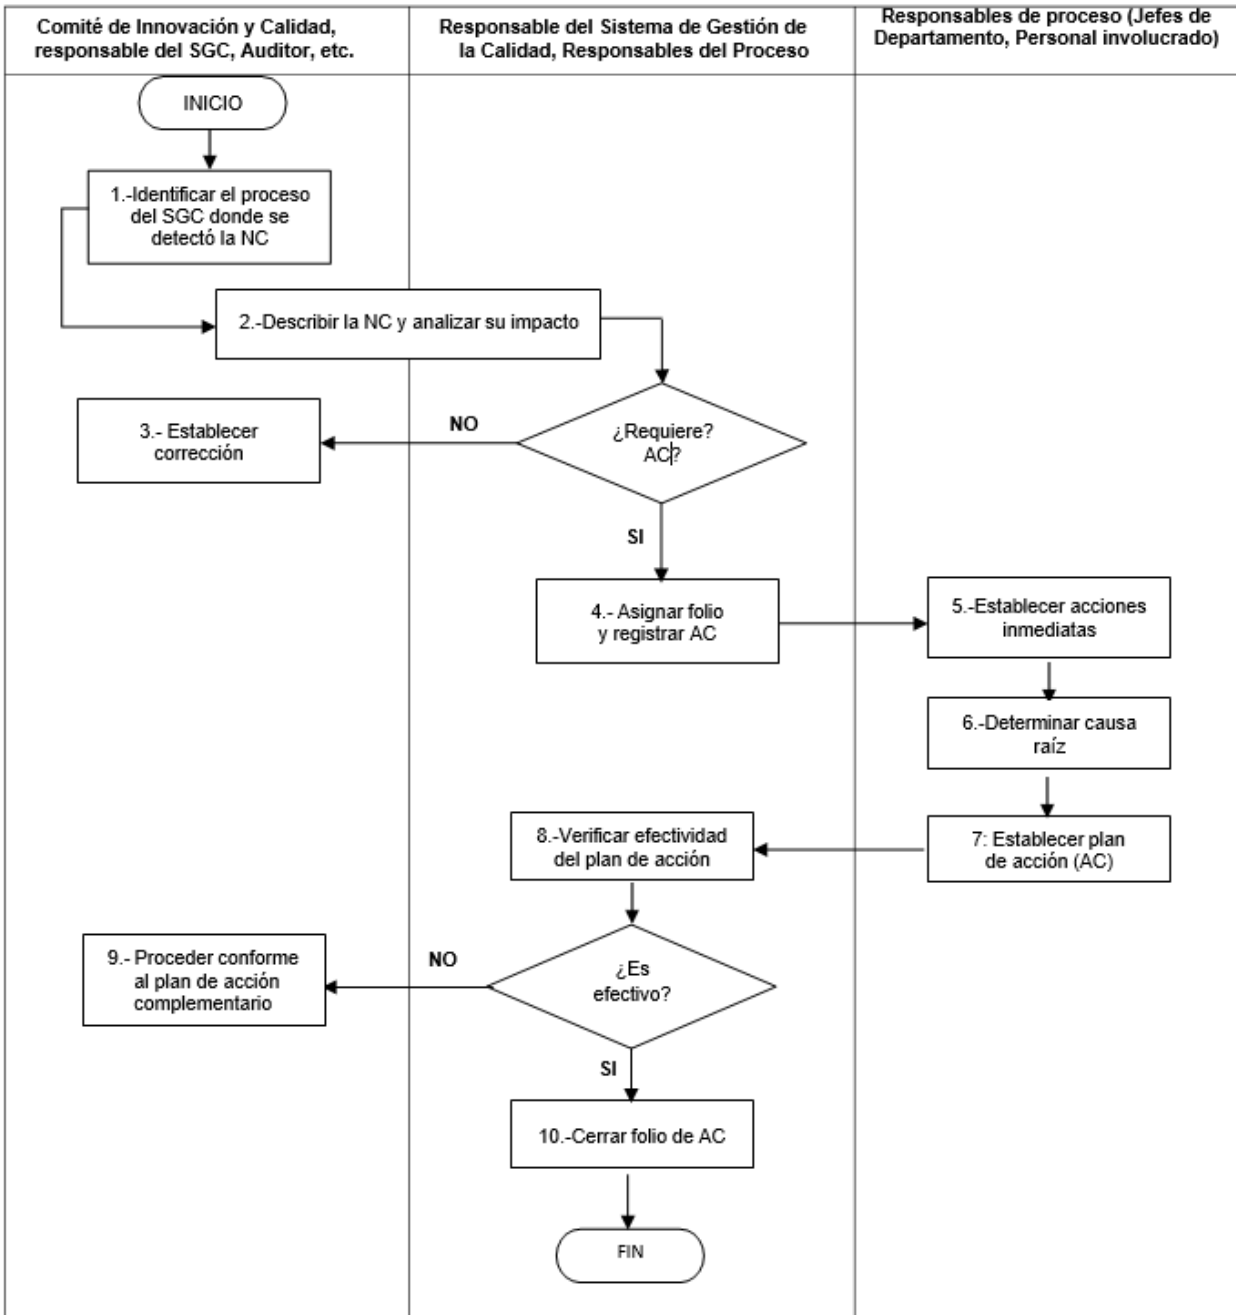 Comité de Innovación y Calidad,
responsable del SGC, Auditor, etc.
Responsable del Sistema de Gestión de
la Calidad, Responsables del Proceso
Responsables de proceso (Jefes de
Departamento, Personal involucrado)
INICIO
1.-Identificar el proceso
del SGC donde se
detectó la NC
2.-Describir la NC y analizar su impacto
¿Requiere?
AC?
NO
3.- Establecer
corrección
SI
4.- Asignar folio
y registrar AC
5.-Establecer acciones
inmediatas
6.-Determinar causa
raíz
7: Establecer plan
de acción (AC)
8.-Verificar efectividad
del plan de acción
¿Es
efectivo?
NO
9.- Proceder conforme
al plan de acción
complementario
SI
10.-Cerrar folio de AC
FIN